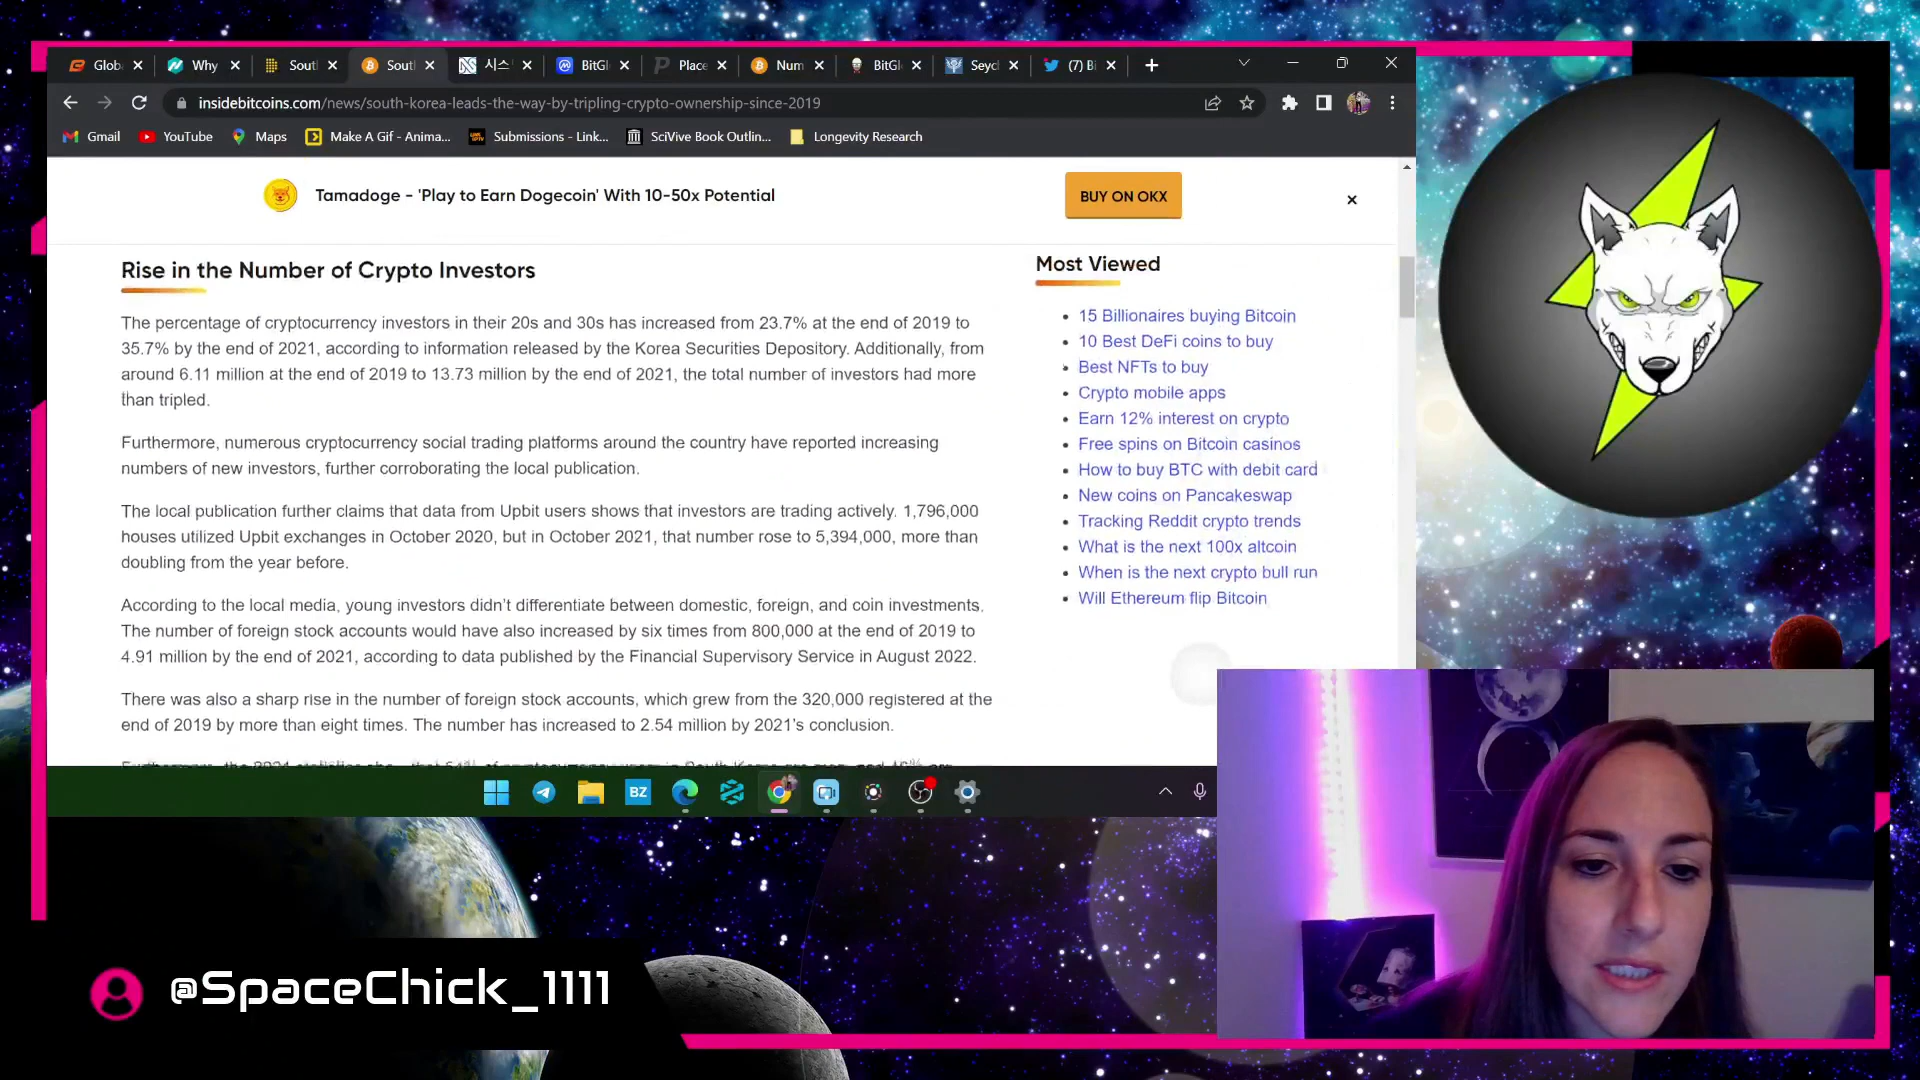 Glob
Why
Sout
Sout
시스
BitGl
Place
Num
BitGl
Seycl
(7) Bi
insidebitcoins.com/news/south-korea-leads-the-way-by-tripling-crypto-ownership-since-2019
Gmail
YouTube
Maps
Make A Gif - Anima...
Submissions - Link...
SciVive Book Outlin...
Longevity Research
Tamadoge - 'Play to Earn Dogecoin' With 10-50x Potential
BUY ON OKX
Rise in the Number of Crypto Investors
The percentage of cryptocurrency investors in their 20s and 30s has increased from 23.7% at the end of 2019 to
35.7% by the end of 2021, according to information released by the Korea Securities Depository. Additionally, from
around 6.11 million at the end of 2019 to 13.73 million by the end of 2021, the total number of investors had more
than tripled.
Furthermore, numerous cryptocurrency social trading platforms around the country have reported increasing
numbers of new investors, further corroborating the local publication.
The local publication further claims that data from Upbit users shows that investors are trading actively. 1,796,000
houses utilized Upbit exchanges in October 2020, but in October 2021, that number rose to 5,394,000, more than
doubling from the year before.
According to the local media, young investors didn't differentiate between domestic, foreign, and coin investments.
The number of foreign stock accounts would have also increased by six times from 800,000 at the end of 2019 to
4.91 million by the end of 2021, according to data published by the Financial Supervisory Service in August 2022.
There was also a sharp rise in the number of foreign stock accounts, which grew from the 320,000 registered at the
end of 2019 by more than eight times. The number has increased to 2.54 million by 2021's conclusion.
Most Viewed
15 Billionaires buying Bitcoin
10 Best DeFi coins to buy
Best NFTs to buy
Crypto mobile apps
Earn 12% interest on crypto
Free spins on Bitcoin casinos
How to buy BTC with debit card
New coins on Pancakeswap
Tracking Reddit crypto trends
What is the next 100x altcoin
When is the next crypto bull run
Will Ethereum flip Bitcoin
BZ
@SpaceChick_1111